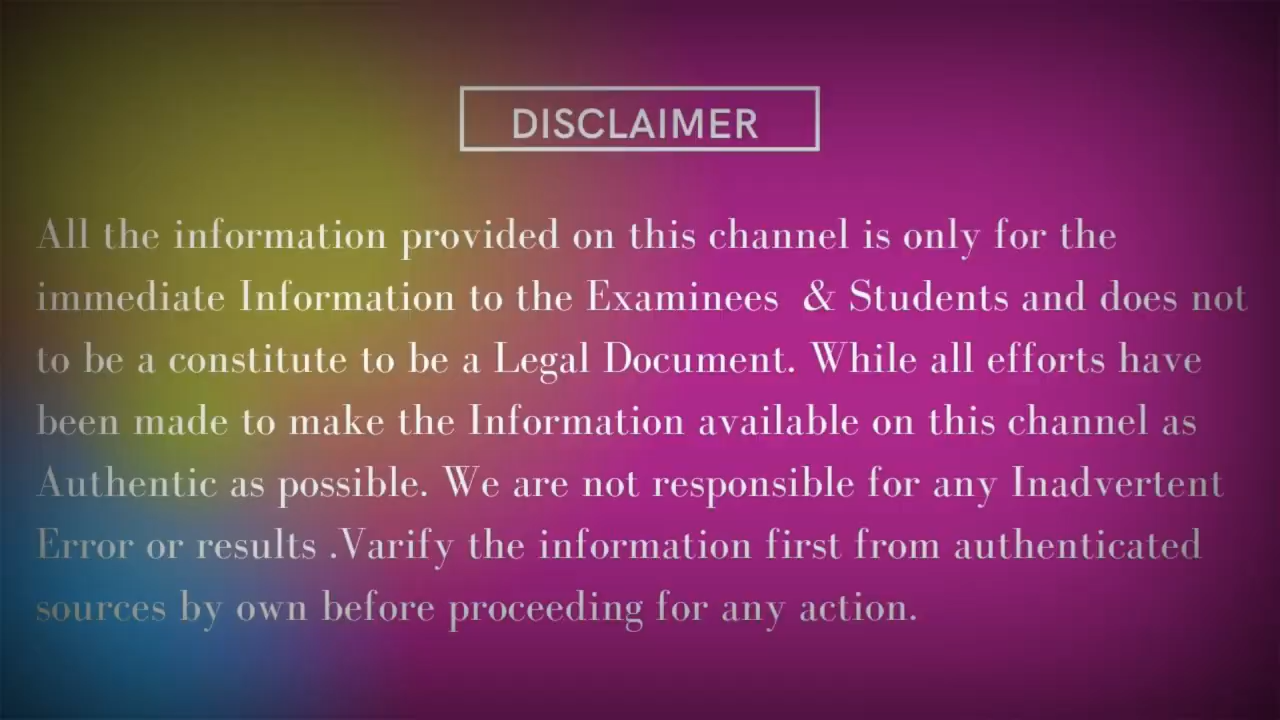 DISCLAIMER
All the information provided on this channel is only for the
immediate Information to the Examinees & Students and does not
to be a constitute to be a Legal Document. While all efforts have
been made to make the Information available on this channel as
Authentic as possible. We are not responsible for any Inadvertent
Error or results .Varify the information first from authenticated
sources by own before proceeding for any action.